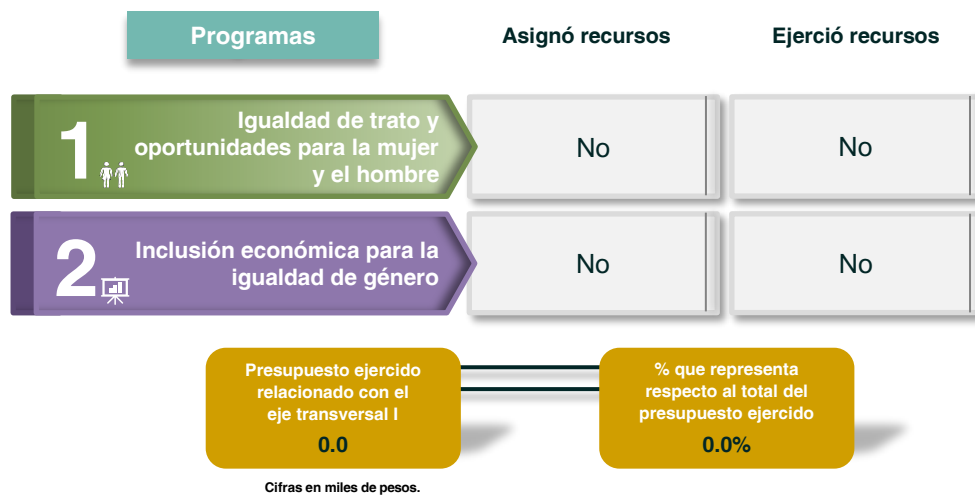 Programas
Asignó recursos
Ejerció recursos
1
Igualdad de trato y
oportunidades para la mujer
y el hombre
No
No
2
Inclusión económica para la
igualdad de género
No
No
Presupuesto ejercido
relacionado con el
eje transversal I
0.0
% que representa
respecto al total del
presupuesto ejercido
0.0%
Cifras en miles de pesos.